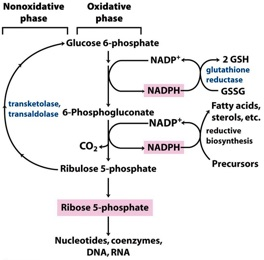 Nonoxidative
phase
Oxidative
phase
Glucose 6-phosphate
NADP+
2 GSH
glutathione
reductase
NADPH
GSSG
transketolase,
transaldolase
6-Phosphogluconate
Fatty acids,
sterols, etc.
NADP+
CO2
NADPH
reductive
biosynthesis
Precursors
Ribulose 5-phosphate
Ribose 5-phosphate
Nucleotides, coenzymes,
DNA, RNA